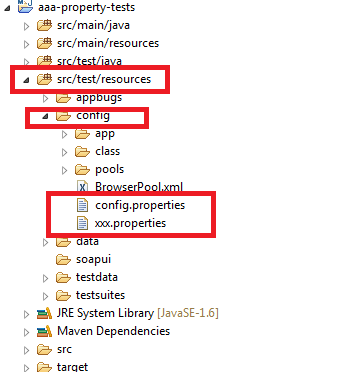 aaa-property-tests
src/main/java
src/main/resources
src/test/java
src/test/resources
appbugs
config
app
class
pools
BrowserPool.xml
config.properties
xxx.properties
data
soapui
testdata
testsuites
JRE System Library [JavaSE-1.6]
Maven Dependencies
src
target